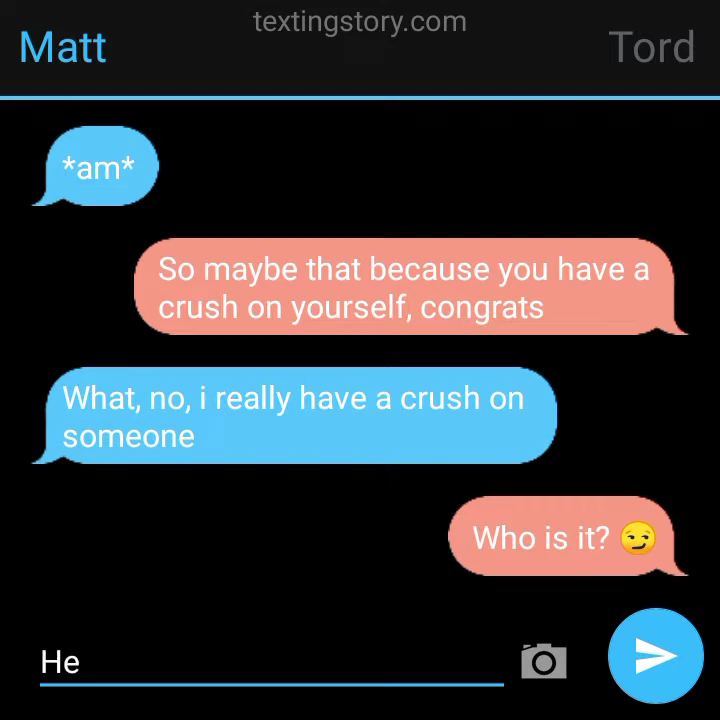 textingstory.com
Matt
Tord
*am*
So maybe that because you have a
crush on yourself, congrats
What, no, i really have a crush on
someone
Who is it? 😏
He